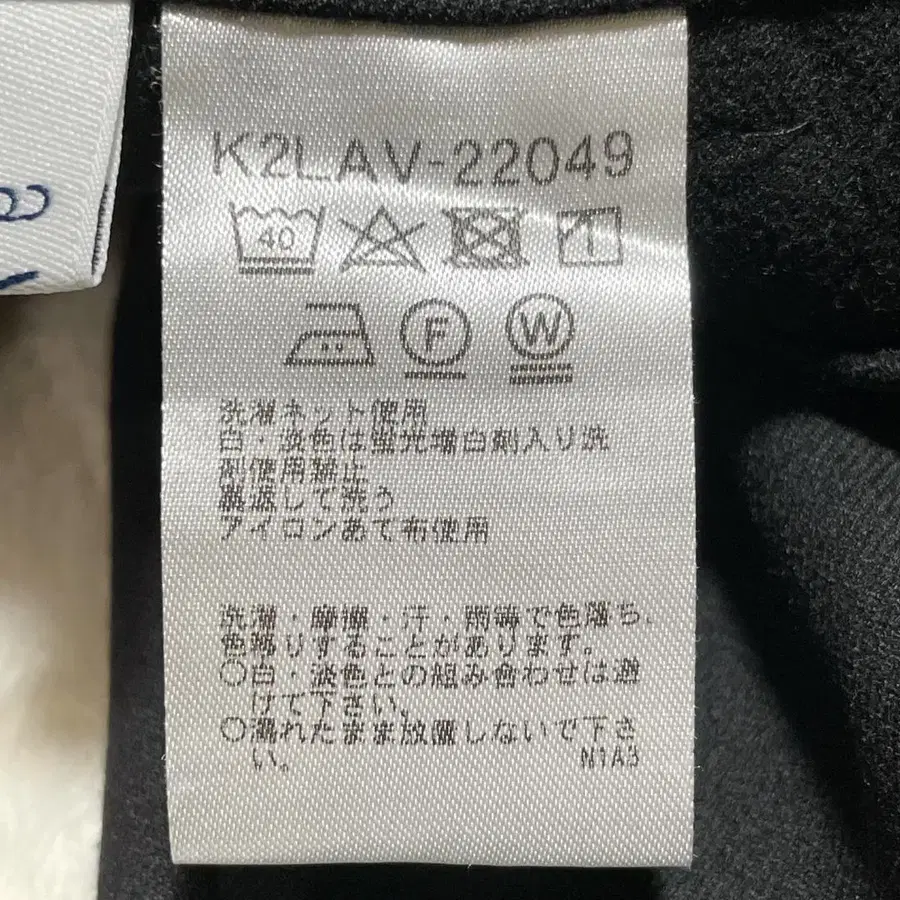 K2LAV-22049
40
F
W
洗濯ネット使用
白・淡色は蛍光増白剤入り洗
剤使用禁止
裏返しで洗う
アイロンあて布使用
洗濯・摩擦・汗・雨等で色落ち、
色移りすることがあります。
○白・淡色との組み合わせは避
けて下さい。
○濡れたまま放置しないで下さ
い。
N1A3